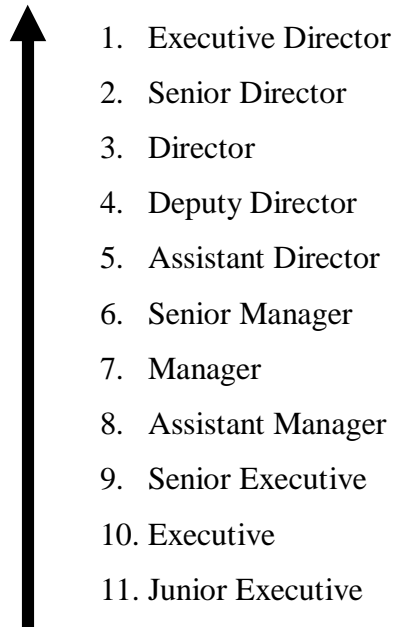 1. Executive Director
2. Senior Director
3. Director
4. Deputy Director
5. Assistant Director
6. Senior Manager
7. Manager
8. Assistant Manager
9. Senior Executive
10. Executive
11. Junior Executive